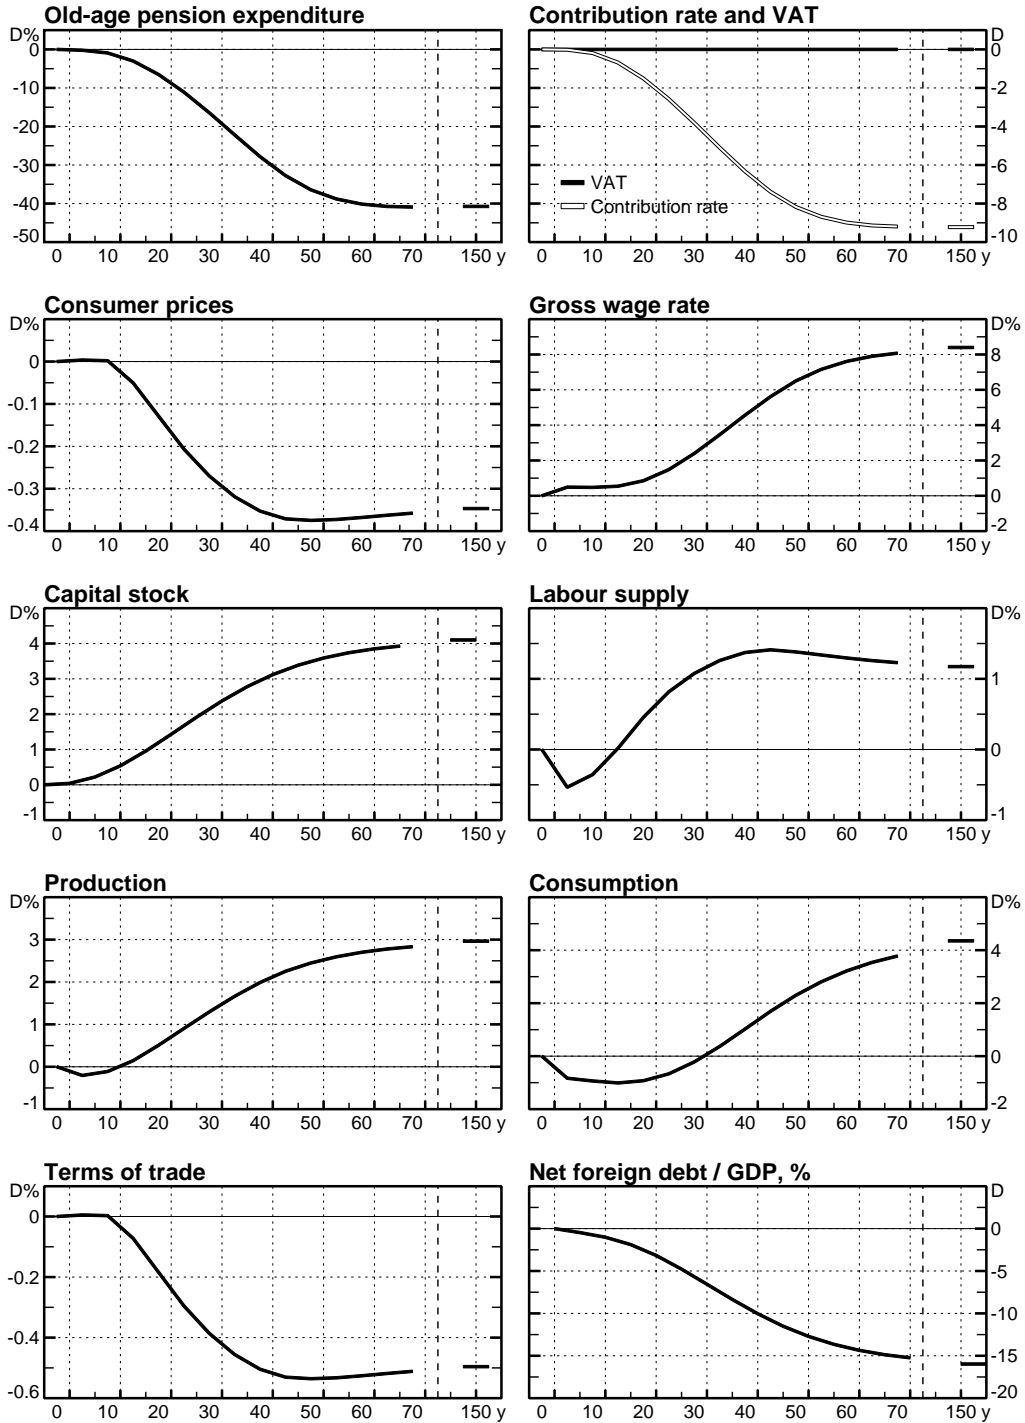 Old-age pension expenditure
D%
0
-10
-20
-30
-40
-50
0 10 20 30 40 50 60 70 150 y
Contribution rate and VAT
D
0
-2
-4
-6
-8
-10
VAT
Contribution rate
0 10 20 30 40 50 60 70 150 y
Consumer prices
D%
0
-0.1
-0.2
-0.3
-0.4
0 10 20 30 40 50 60 70 150 y
Gross wage rate
D%
8
6
4
2
0
-2
0 10 20 30 40 50 60 70 150 y
Capital stock
D%
4
3
2
1
0
-1
0 10 20 30 40 50 60 70 150 y
Labour supply
D%
1
0
-1
0 10 20 30 40 50 60 70 150 y
Production
D%
3
2
1
0
-1
0 10 20 30 40 50 60 70 150 y
Consumption
D%
4
2
0
-2
0 10 20 30 40 50 60 70 150 y
Terms of trade
D%
0
-0.2
-0.4
-0.6
0 10 20 30 40 50 60 70 150 y
Net foreign debt / GDP, %
D
0
-5
-10
-15
-20
0 10 20 30 40 50 60 70 150 y